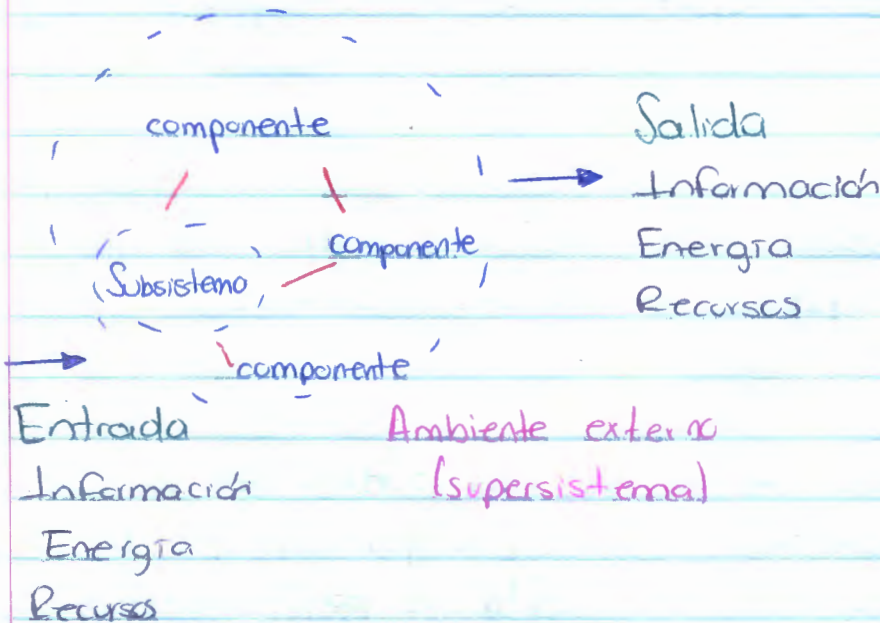 componente
Salida
Información
componente
Energía
Subsistema
Recursos
componente
Entrada
Ambiente externo
Información
(supersistema)
Energía
Recursos